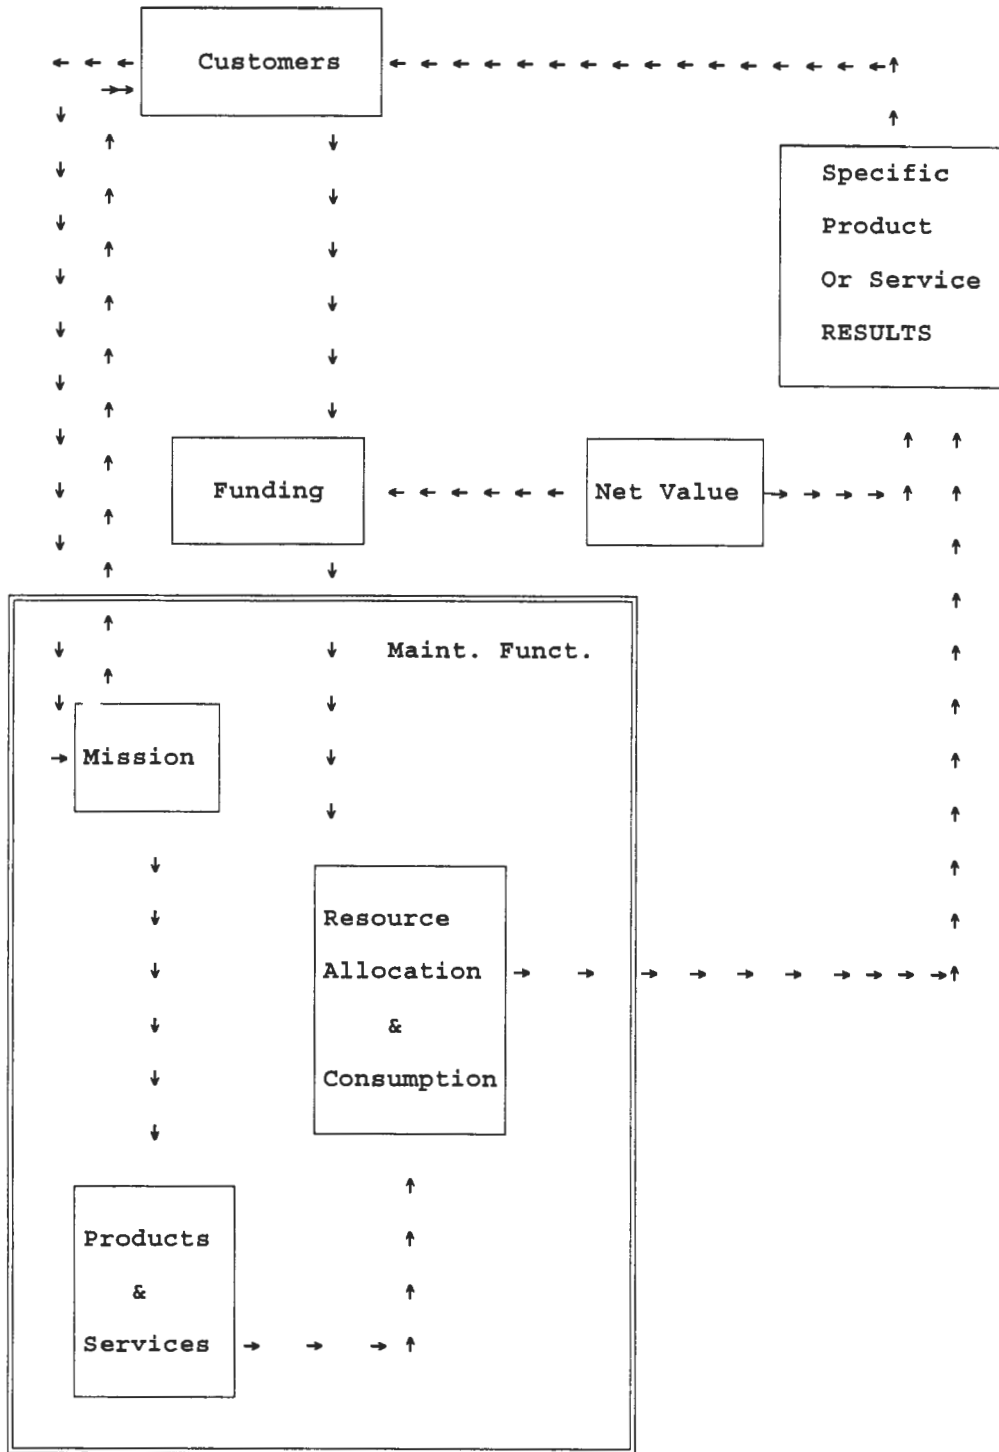 Customers
Specific
Product
Or Service
RESULTS
Funding
Net Value
Maint. Funct.
Mission
Resource
Allocation
&
Consumption
Products
&
Services